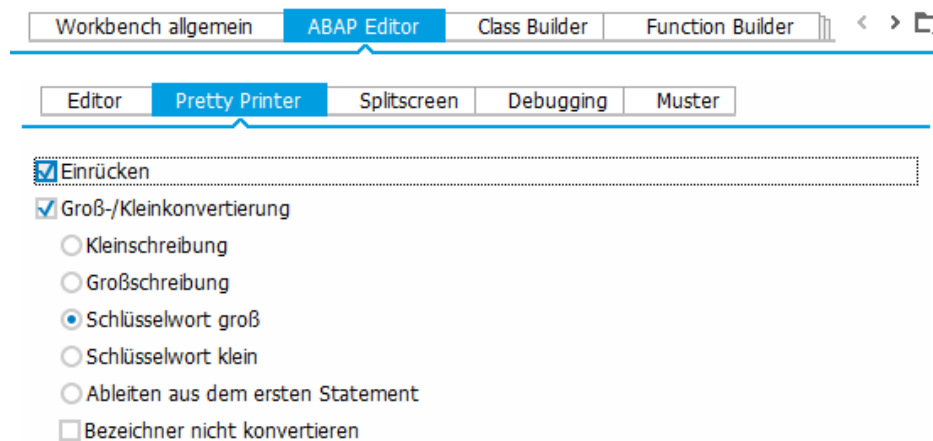 Workbench allgemein ABAP Editor Class Builder Function Builder
Editor Pretty Printer Splitscreen Debugging Muster
Einrücken
Groß-/Kleinkonvertierung
Kleinschreibung
Großschreibung
Schlüsselwort groß
Schlüsselwort klein
Ableiten aus dem ersten Statement
Bezeichner nicht konvertieren